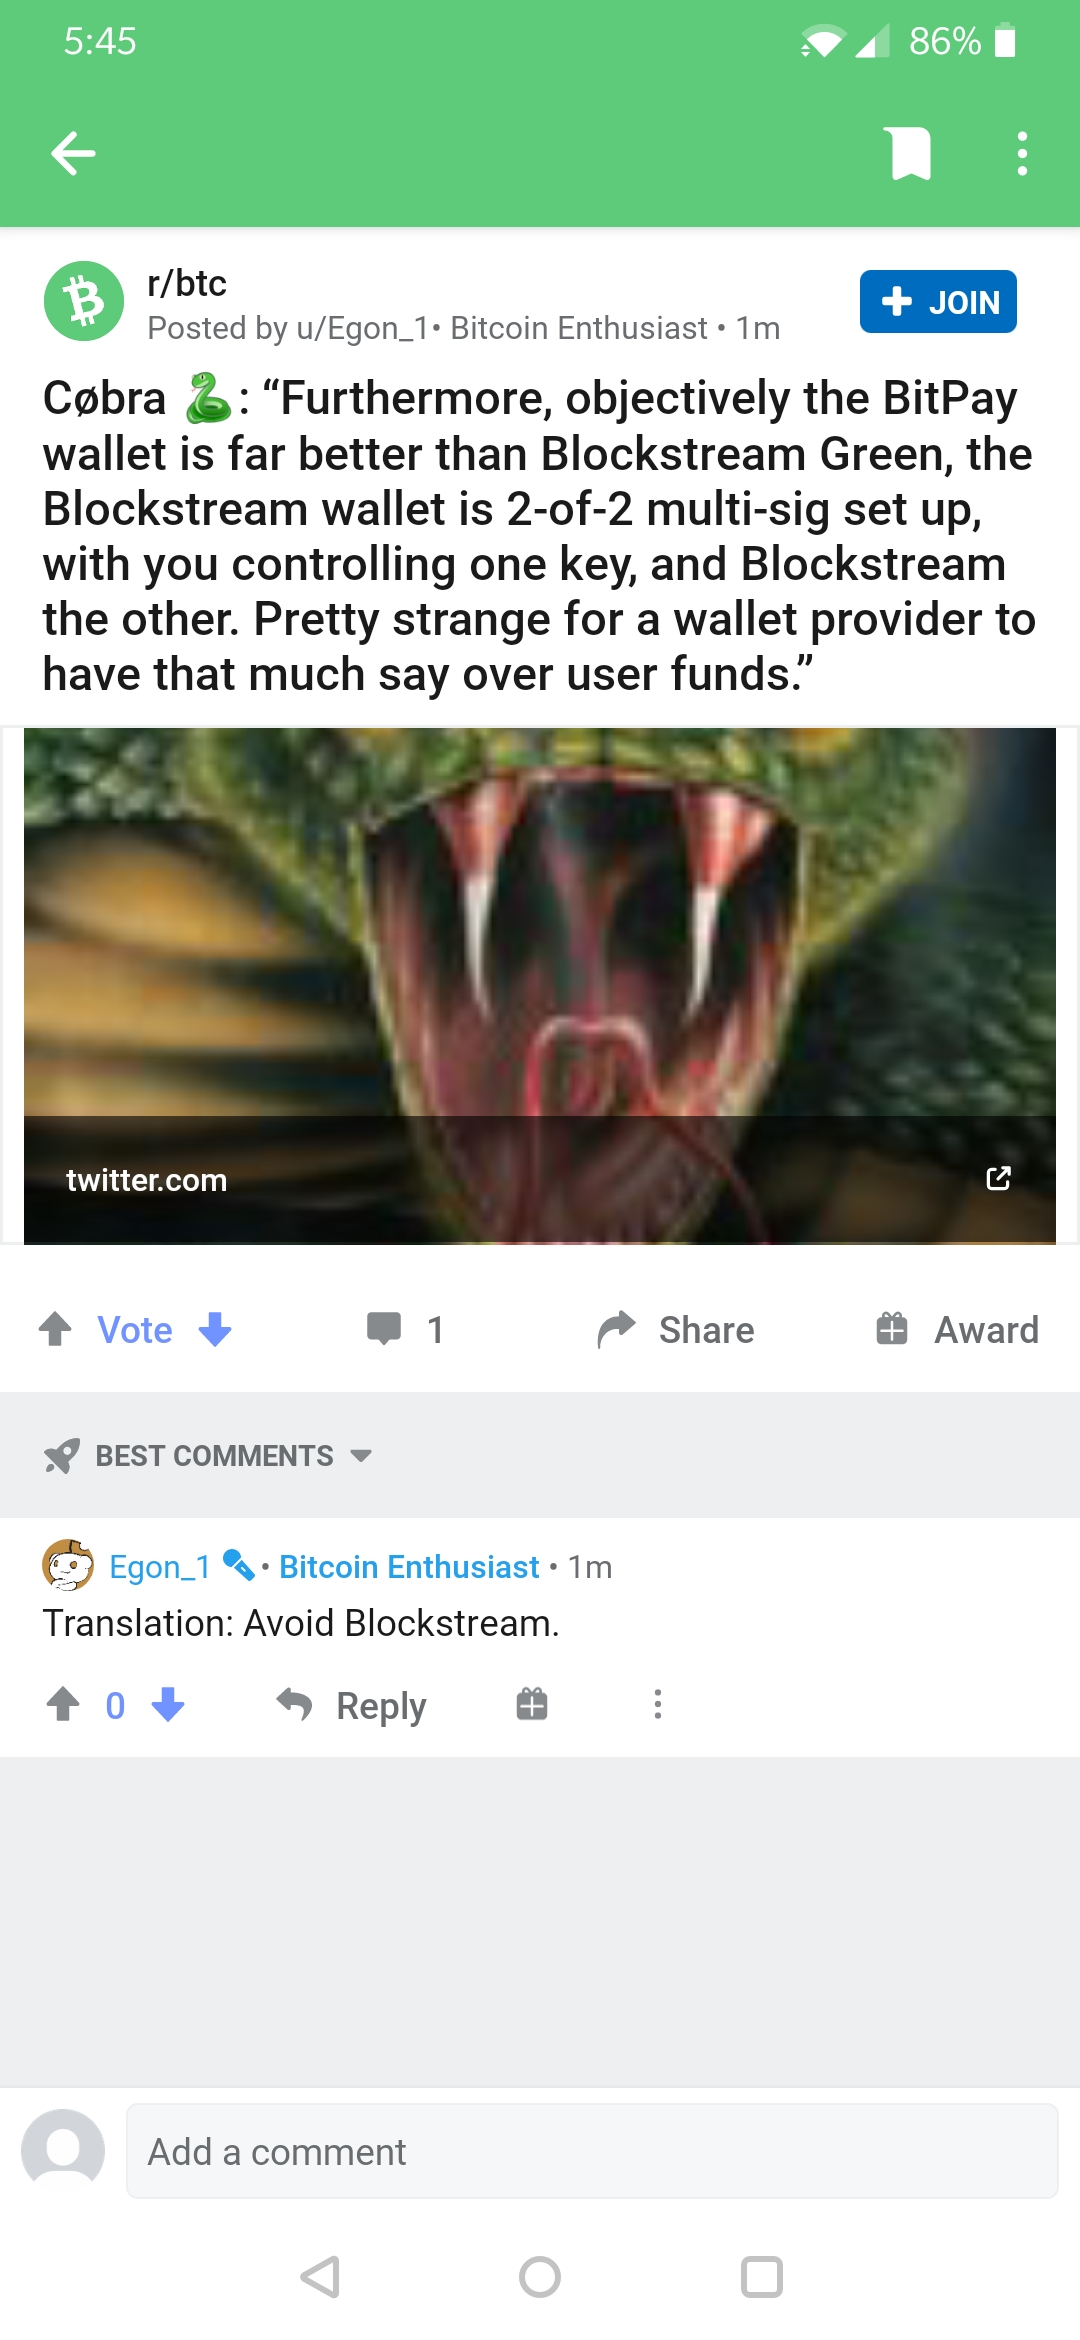 5:45
86%
r/btc
Posted by u/Egon_1• Bitcoin Enthusiast • 1m
+ JOIN
Cøbra 🐍: “Furthermore, objectively the BitPay
wallet is far better than Blockstream Green, the
Blockstream wallet is 2-of-2 multi-sig set up,
with you controlling one key, and Blockstream
the other. Pretty strange for a wallet provider to
have that much say over user funds.”
twitter.com
Vote
1
Share
Award
BEST COMMENTS
Egon_1 • Bitcoin Enthusiast • 1m
Translation: Avoid Blockstream.
0
Reply
Add a comment